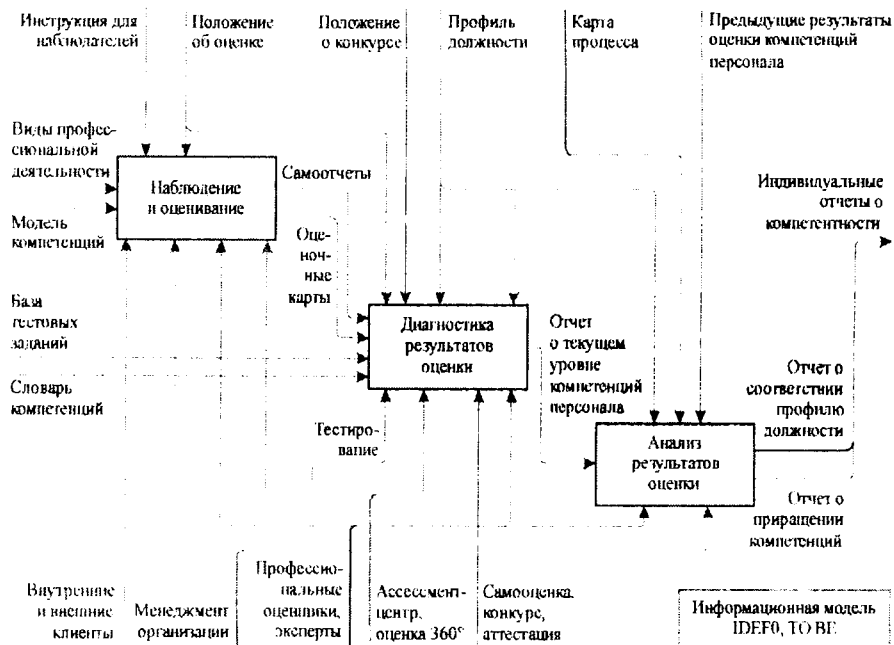 Инструкция для
наблюдателей
Положение
об оценке
Положение
о конкурсе
Профиль
должности
Карта
процесса
Предыдущие результаты
оценки компетенций
персонала
Виды профес-
сиональной
деятельности
Модель
компетенций
База
тестовых
заданий
Словарь
компетенций
Наблюдение
и оценивание
Самоотчеты
Оце-
ноч-
ные
карты
Диагностика
результатов
оценки
Отчет
о текущем
уровне
компетенций
персонала
Тестиро-
вание
Анализ
результатов
оценки
Индивидуальные
отчеты о
компетентности
Отчет о
соответствии
профилю
должности
Отчет о
приращении
компетенций
Внутренние
и внешние
клиенты
Менеджмент
организации
Профессио-
нальные
оценщики,
эксперты
Ассессмент-
центр,
оценка 360°
Самооценка,
конкурс,
аттестация
Информационная модель
IDEF0, TO BE